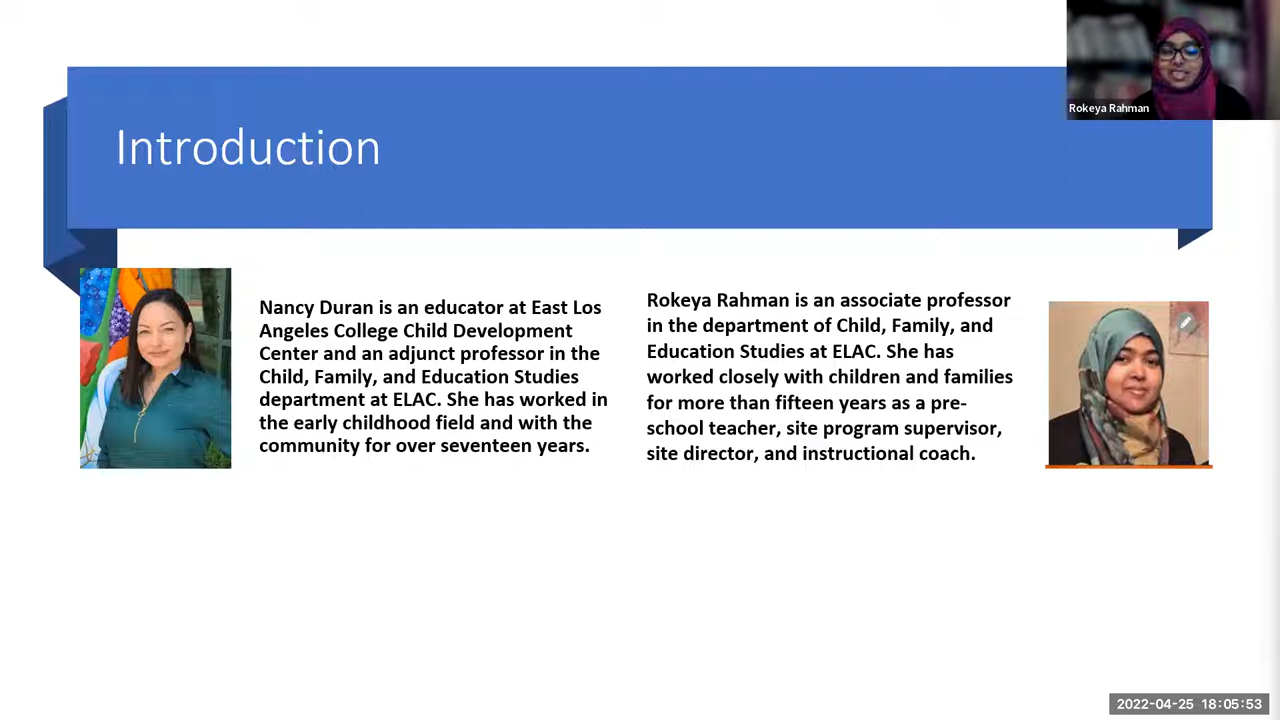 Rokeya Rahman
Introduction
Nancy Duran is an educator at East Los
Angeles College Child Development
Center and an adjunct professor in the
Child, Family, and Education Studies
department at ELAC. She has worked in
the early childhood field and with the
community for over seventeen years.
Rokeya Rahman is an associate professor
in the department of Child, Family, and
Education Studies at ELAC. She has
worked closely with children and families
for more than fifteen years as a pre-
school teacher, site program supervisor,
site director, and instructional coach.
2022-04-25 18:05:53